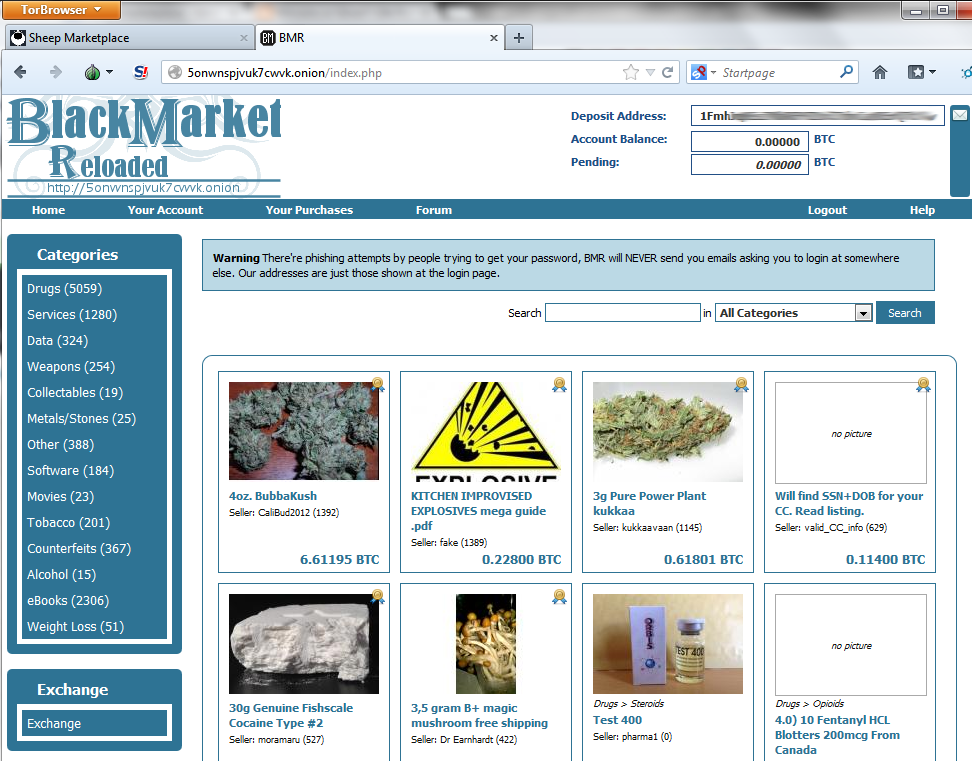 TorBrowser
Sheep Marketplace
BMR
5onwnspjvuk7cwvk.onion/index.php
Startpage
BlackMarket
Reloaded
http://5onwnspjvuk7cwvk.onion
Deposit Address:
Account Balance: 0.00000 BTC
Pending: 0.00000 BTC
Home Your Account Your Purchases Forum Logout Help
Categories
Drugs (5059)
Services (1280)
Data (324)
Weapons (254)
Collectables (19)
Metals/Stones (25)
Other (388)
Software (184)
Movies (23)
Tobacco (201)
Counterfeits (367)
Alcohol (15)
eBooks (2306)
Weight Loss (51)
Exchange
Exchange
Warning There're phishing attempts by people trying to get your password, BMR will NEVER send you emails asking you to login at somewhere
else. Our addresses are just those shown at the login page.
Search in All Categories Search
4oz. BubbaKush
Seller: CaliBud2012 (1392)
6.61195 BTC
EXPLOSIVE
KITCHEN IMPROVISED
EXPLOSIVES mega guide
.pdf
Seller: fake (1389)
0.22800 BTC
3g Pure Power Plant
kukkaa
Seller: kukkaavaan (1145)
0.61801 BTC
no picture
Will find SSN+DOB for your
CC. Read listing.
Seller: valid_CC_info (629)
0.11400 BTC
30g Genuine Fishscale
Cocaine Type #2
Seller: moramaru (527)
3,5 gram B+ magic
mushroom free shipping
Seller: Dr Earnhardt (422)
TEST 400
Drugs > Steroids
Test 400
Seller: pharma1 (0)
no picture
Drugs > Opioids
4.0) 10 Fentanyl HCL
Blotters 200mcg From
Canada